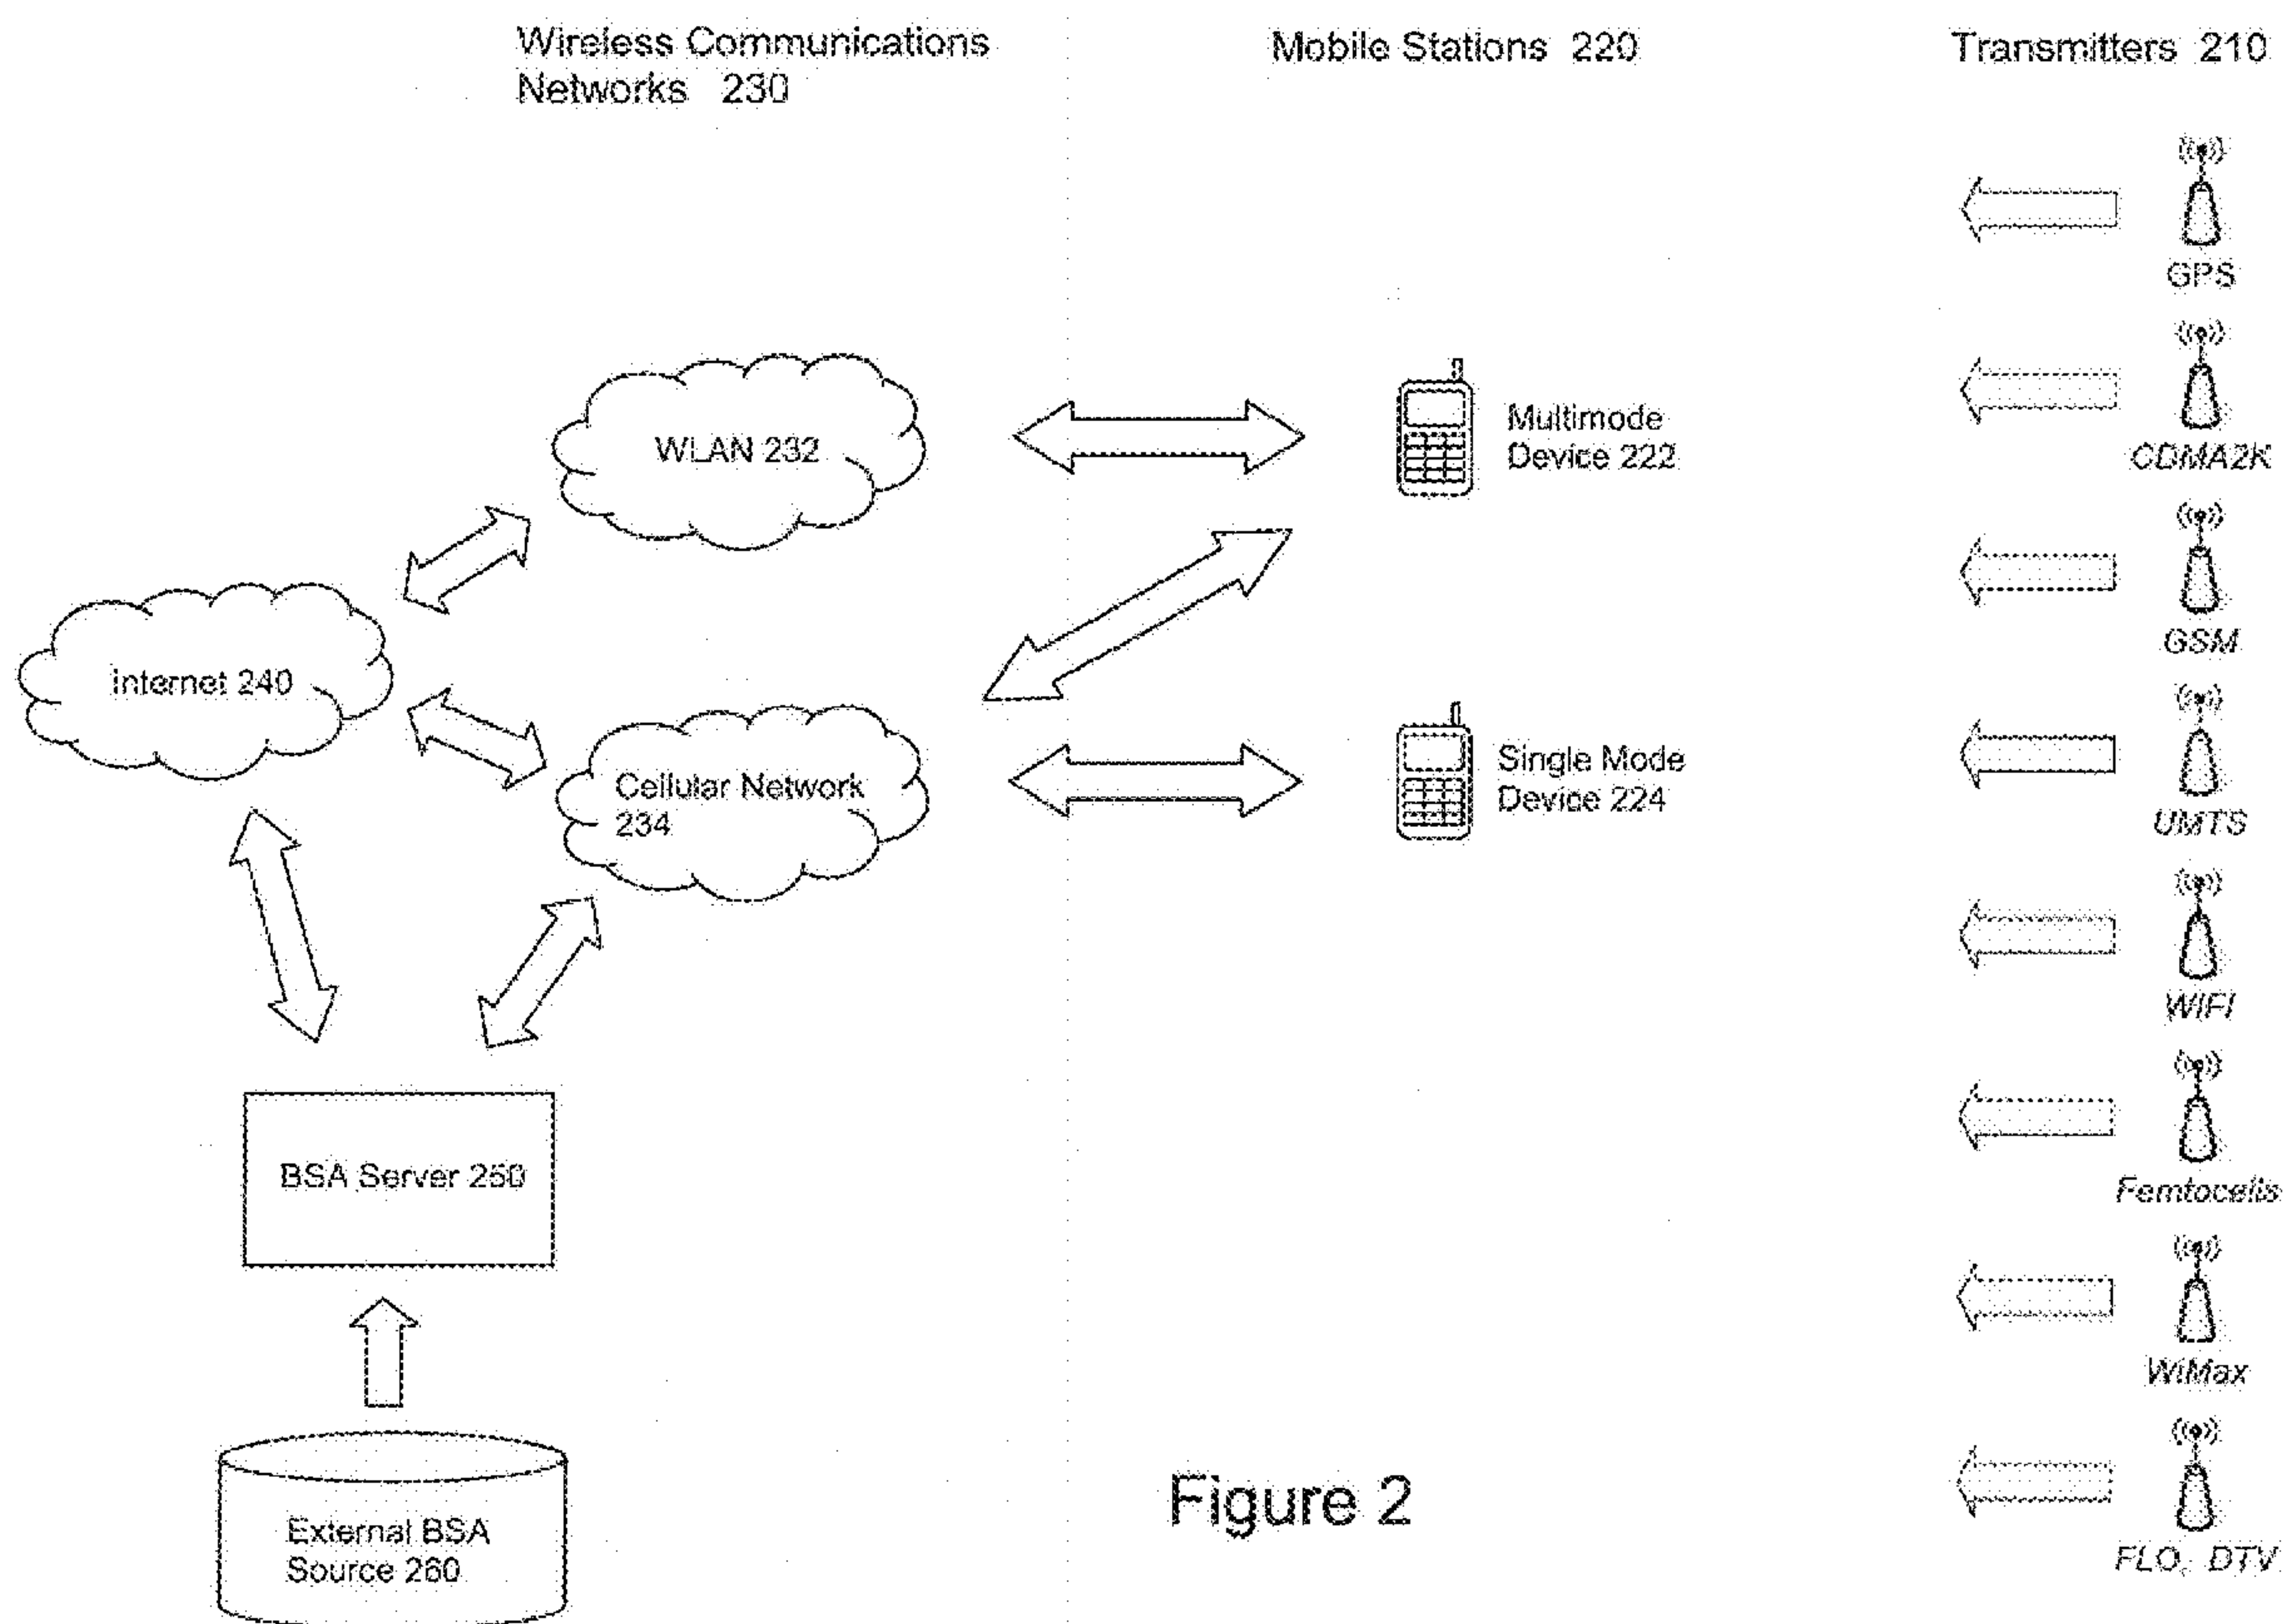 Wireless Communications
Networks 230
Mobile Stations 220
Transmitters 210
GPS
CDMA2K
GSM
UMTS
WIFI
Femtocells
WiMax
FLO, DTV
WLAN 232
Multimode
Device 222
Internet 240
Cellular Network
234
Single Mode
Device 224
BSA Server 250
External BSA
Source 260
Figure 2